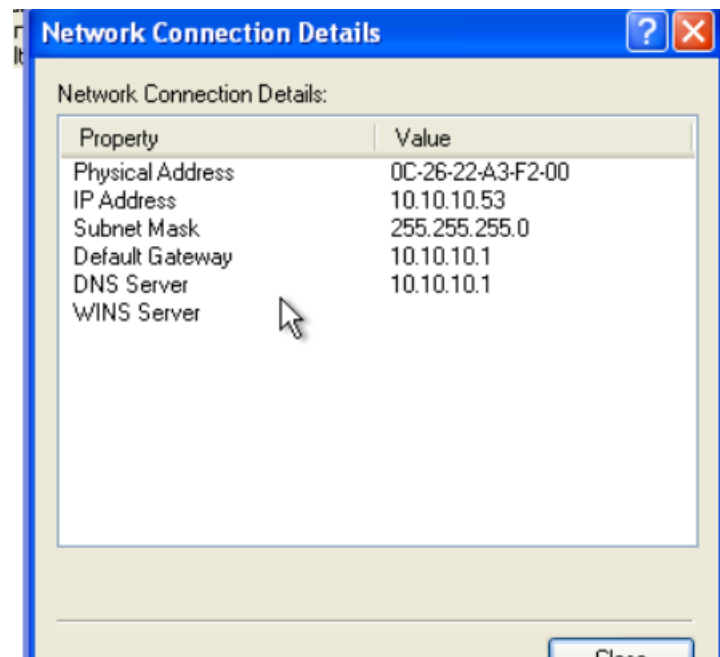 Network Connection Details
Network Connection Details:
Property Value
Physical Address 0C-26-22-A3-F2-00
IP Address 10.10.10.53
Subnet Mask 255.255.255.0
Default Gateway 10.10.10.1
DNS Server 10.10.10.1
WINS Server
Close